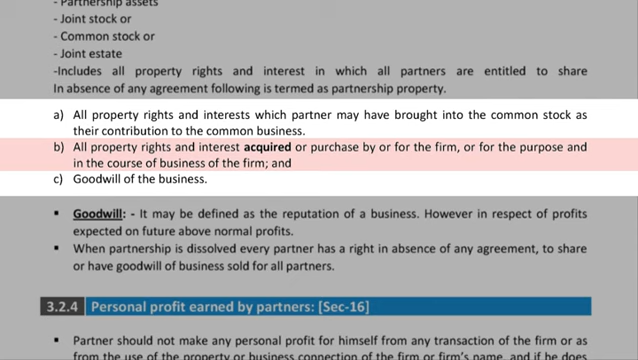 - Partnership assets
- Joint stock or
- Common stock or
- Joint estate
-Includes all property rights and interest in which all partners are entitled to share
In absence of any agreement following is termed as partnership property.
a) All property rights and interests which partner may have brought into the common stock as
their contribution to the common business.
b) All property rights and interest acquired or purchase by or for the firm, or for the purpose and
in the course of business of the firm; and
c) Goodwill of the business.
▪ Goodwill: - It may be defined as the reputation of a business. However in respect of profits
expected on future above normal profits.
▪ When partnership is dissolved every partner has a right in absence of any agreement, to share
or have goodwill of business sold for all partners.
3.2.4 Personal profit earned by partners: [Sec-16]
▪ Partner should not make any personal profit for himself from any transaction of the firm or as
from the use of the property or business connection of the firm or firm's name, and if he does